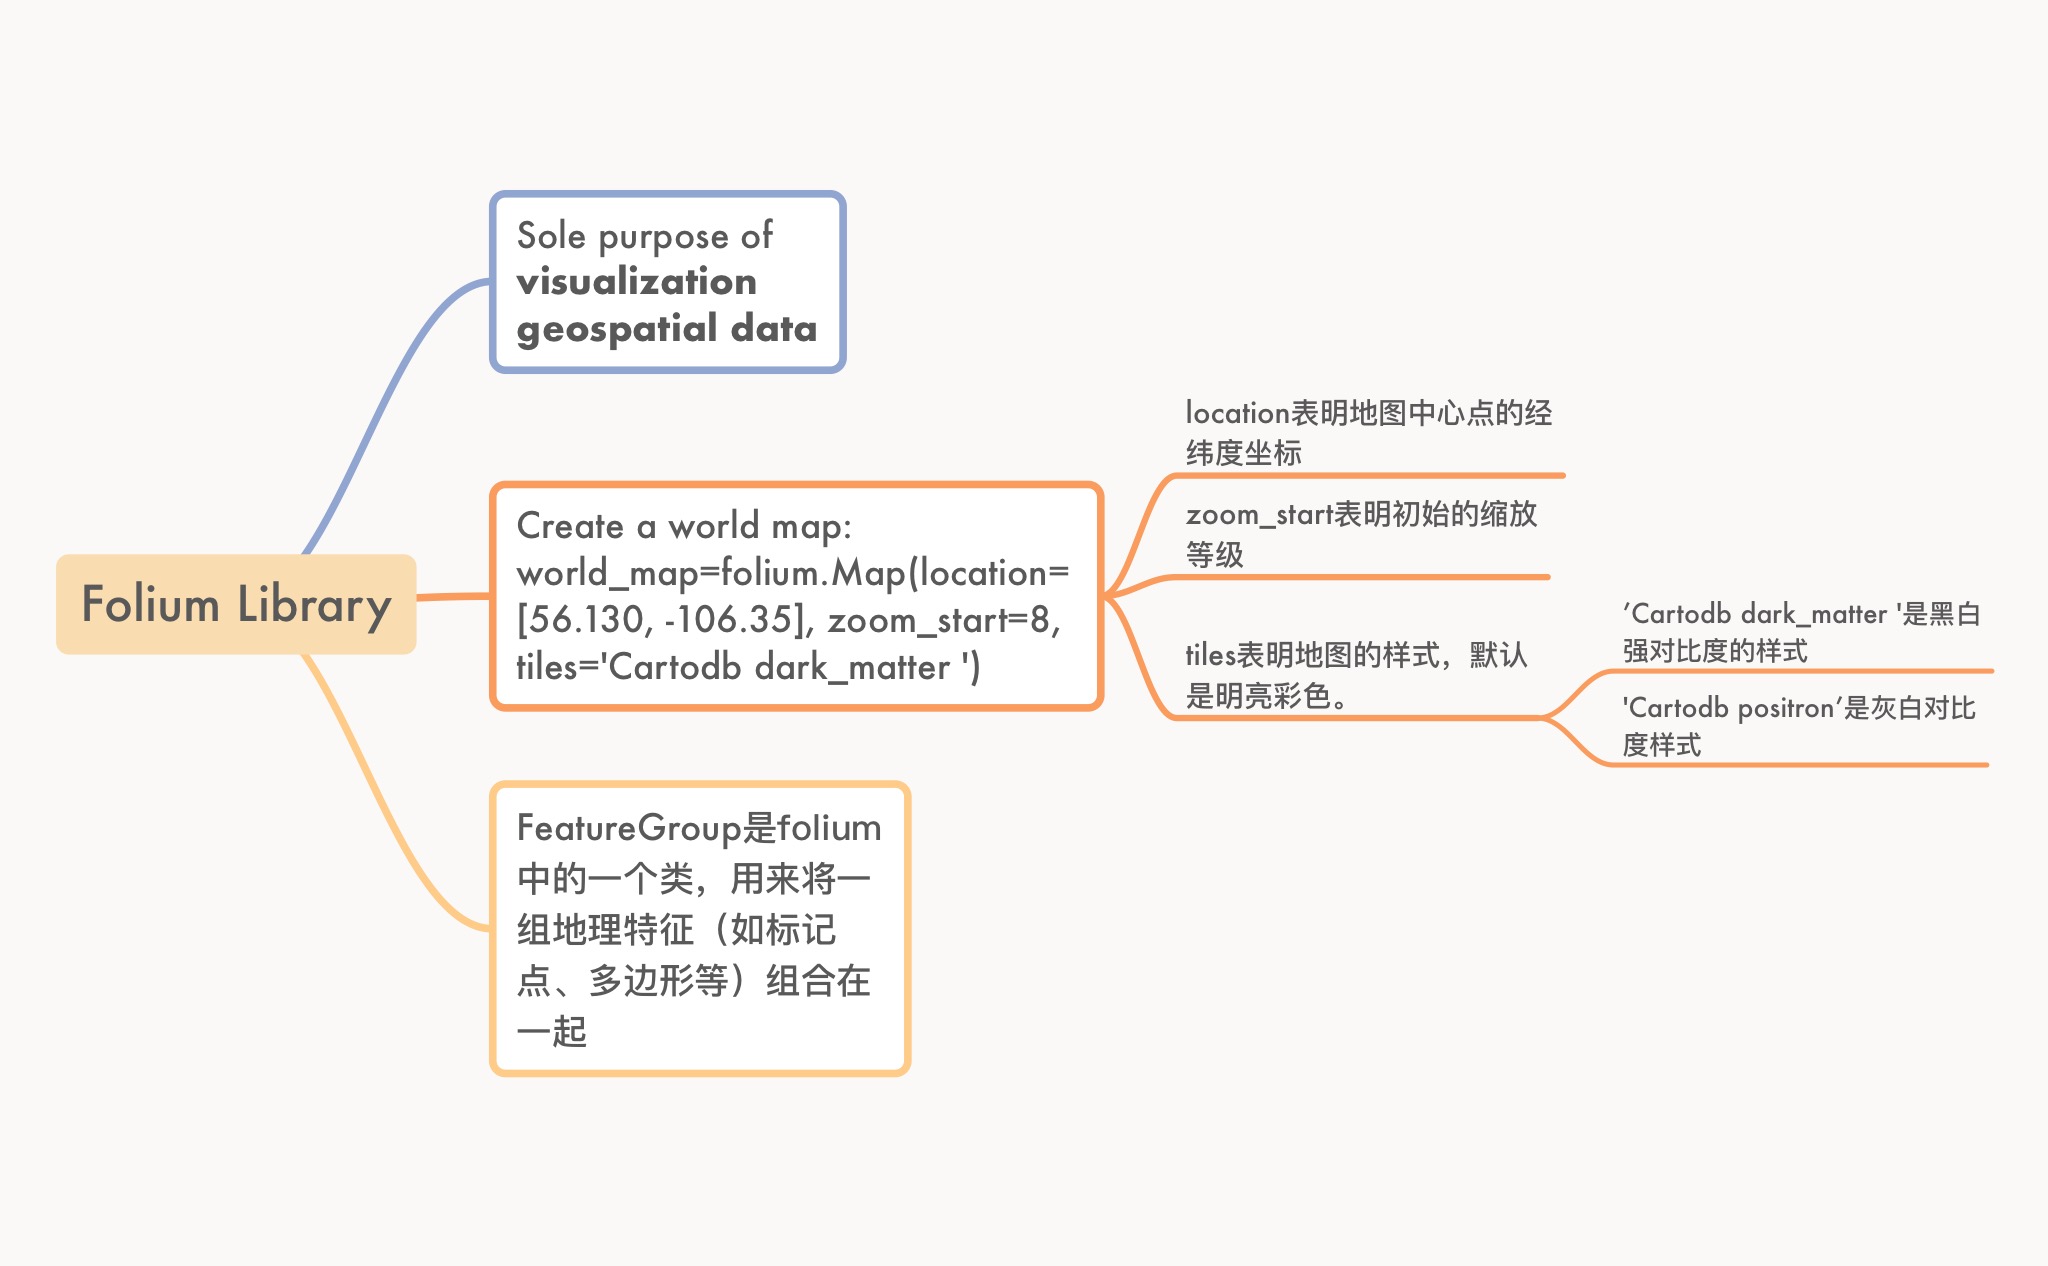 Folium Library
Sole purpose of
visualization
geospatial data
Create a world map:
world_map=folium.Map(location=
[56.130, -106.35], zoom_start=8,
tiles='Cartodb dark_matter ')
location表明地图中心点的经
纬度坐标
zoom_start表明初始的缩放
等级
tiles表明地图的样式，默认
是明亮彩色。
’Cartodb dark_matter '是黑白
强对比度的样式
'Cartodb positron’是灰白对比
度样式
FeatureGroup是folium
中的一个类，用来将一
组地理特征（如标记
点、多边形等）组合在
一起